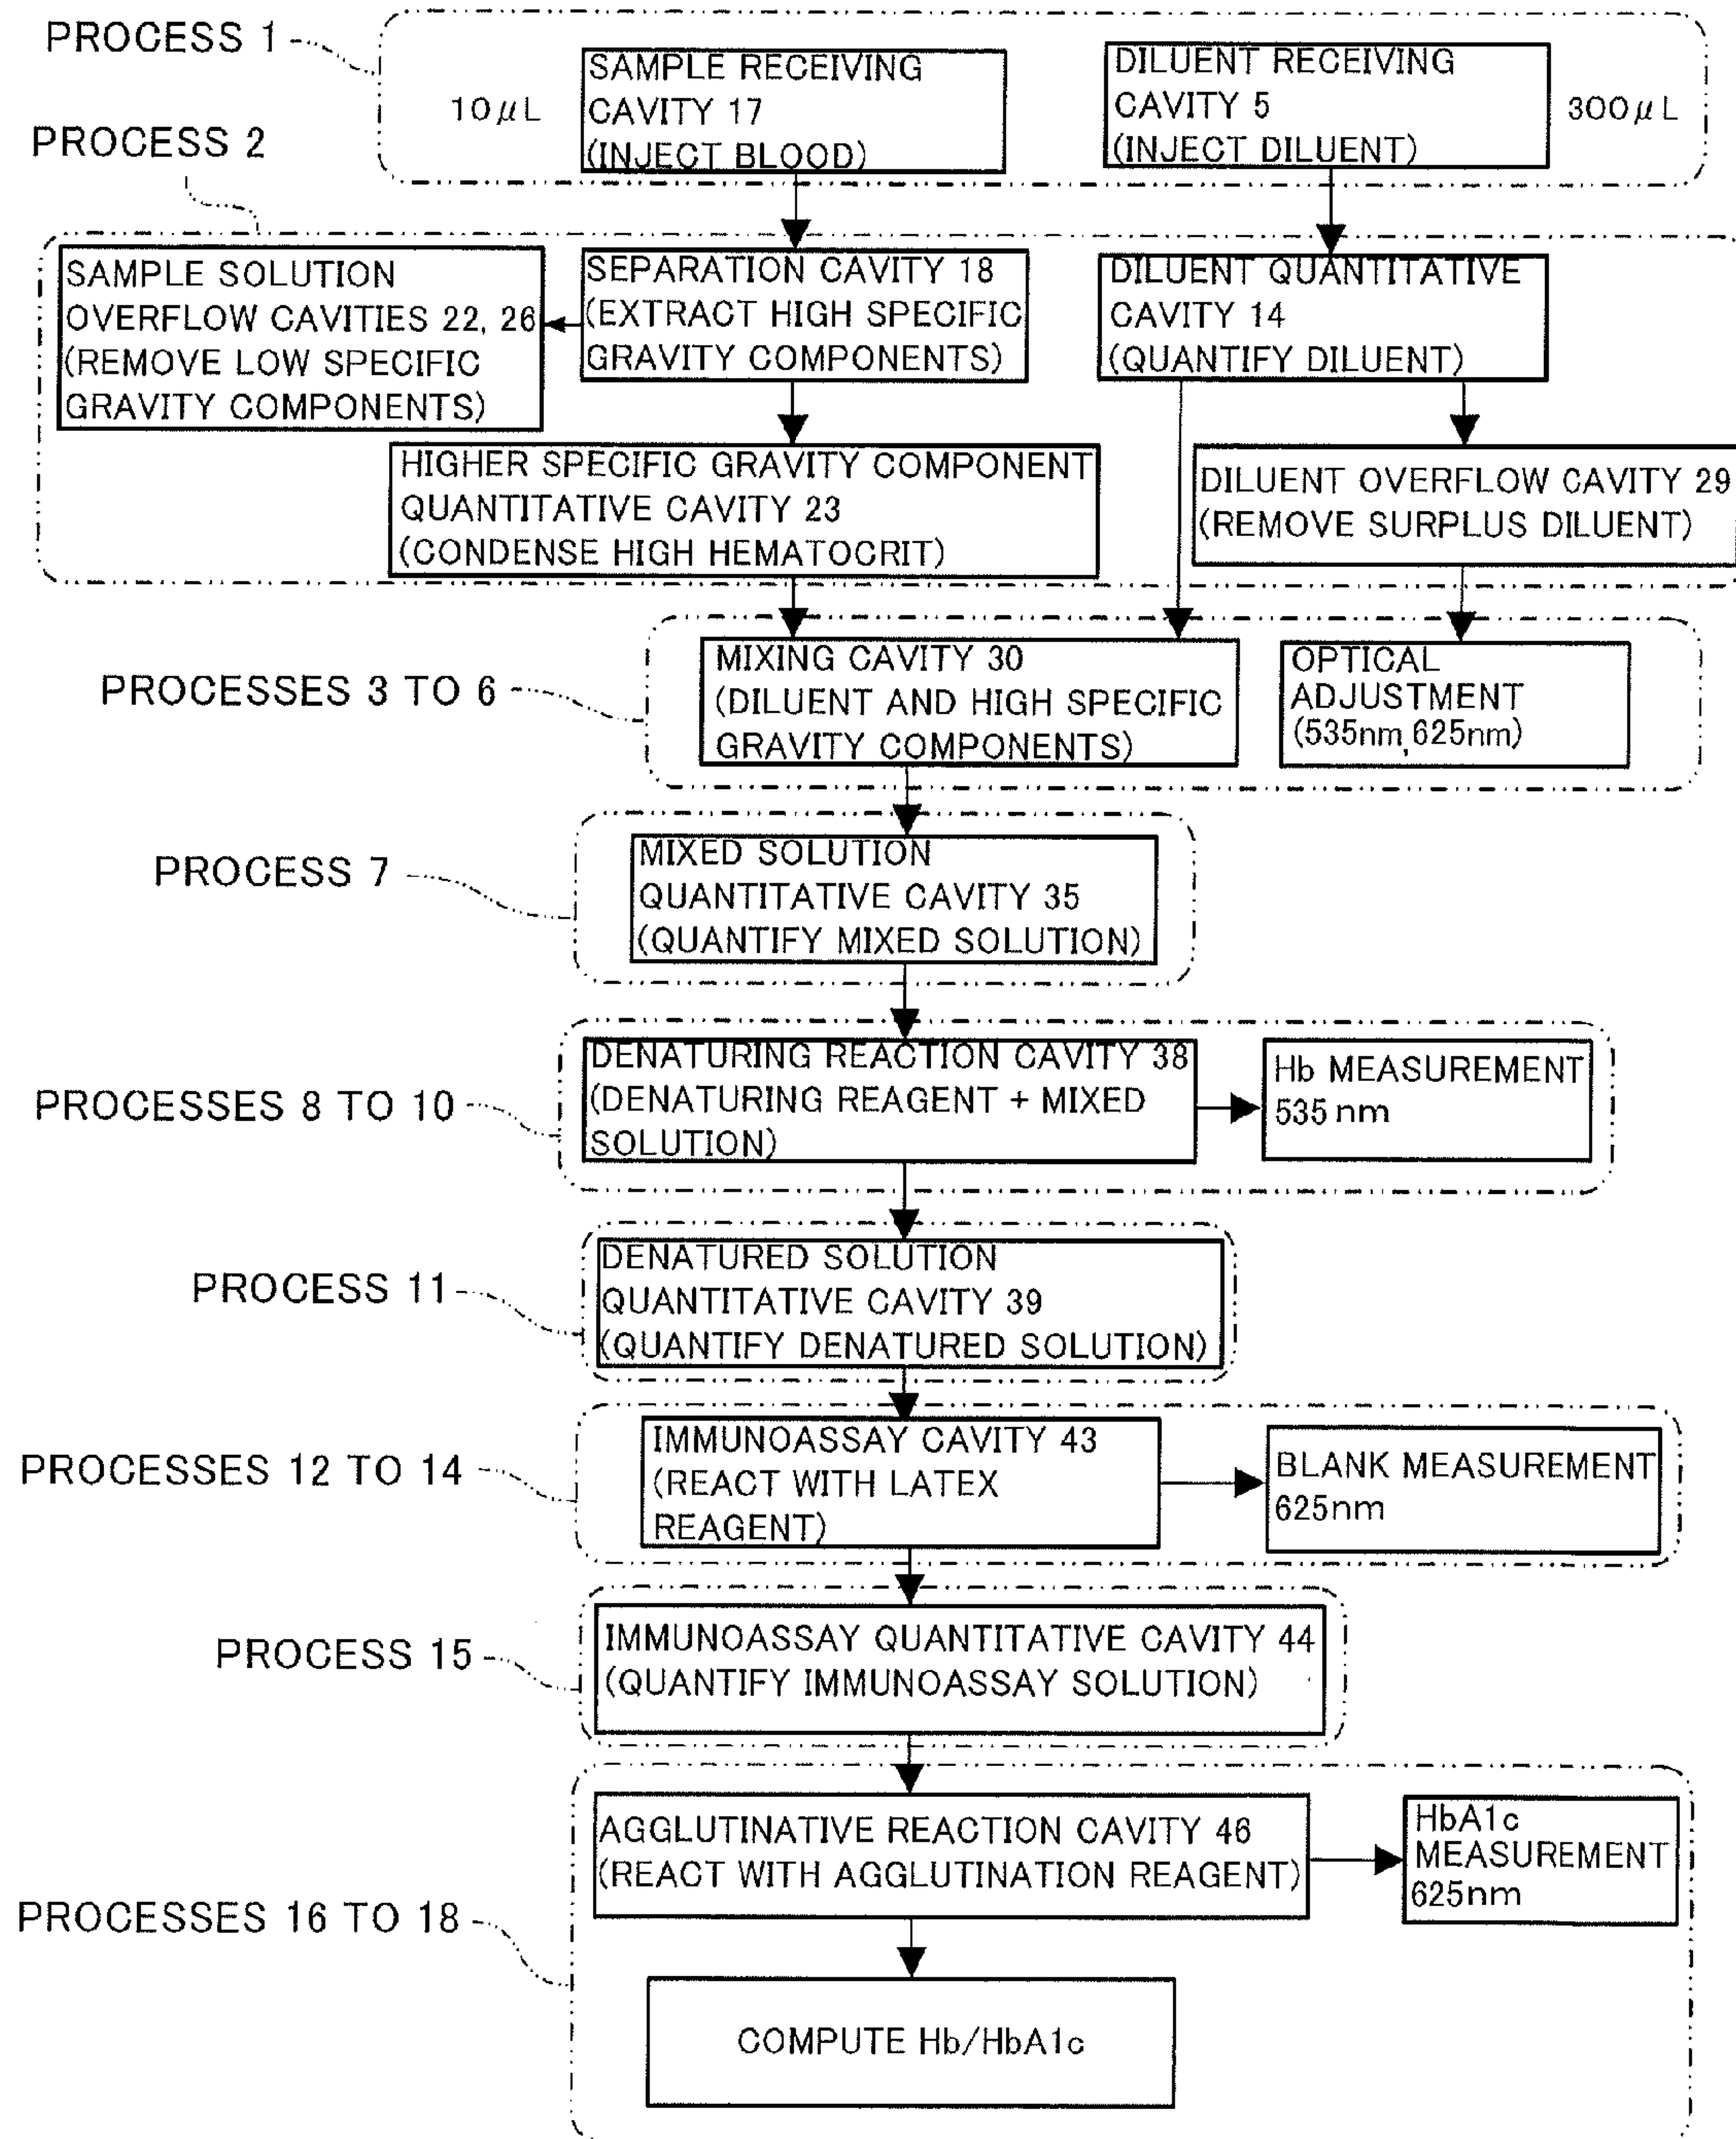 PROCESS 1
10μL
SAMPLE RECEIVING
CAVITY 17
(INJECT BLOOD)
DILUENT RECEIVING
CAVITY 5
(INJECT DILUENT)
300μL
PROCESS 2
SAMPLE SOLUTION
OVERFLOW CAVITIES 22, 26
(REMOVE LOW SPECIFIC
GRAVITY COMPONENTS)
SEPARATION CAVITY 18
(EXTRACT HIGH SPECIFIC
GRAVITY COMPONENTS)
DILUENT QUANTITATIVE
CAVITY 14
(QUANTIFY DILUENT)
HIGHER SPECIFIC GRAVITY COMPONENT
QUANTITATIVE CAVITY 23
(CONDENSE HIGH HEMATOCRIT)
DILUENT OVERFLOW CAVITY 29
(REMOVE SURPLUS DILUENT)
PROCESSES 3 TO 6
MIXING CAVITY 30
(DILUENT AND HIGH SPECIFIC
GRAVITY COMPONENTS)
OPTICAL
ADJUSTMENT
(535nm,625nm)
PROCESS 7
MIXED SOLUTION
QUANTITATIVE CAVITY 35
(QUANTIFY MIXED SOLUTION)
PROCESSES 8 TO 10
DENATURING REACTION CAVITY 38
(DENATURING REAGENT + MIXED
SOLUTION)
Hb MEASUREMENT
535 nm
PROCESS 11
DENATURED SOLUTION
QUANTITATIVE CAVITY 39
(QUANTIFY DENATURED SOLUTION)
PROCESSES 12 TO 14
IMMUNOASSAY CAVITY 43
(REACT WITH LATEX
REAGENT)
BLANK MEASUREMENT
625nm
PROCESS 15
IMMUNOASSAY QUANTITATIVE CAVITY 44
(QUANTIFY IMMUNOASSAY SOLUTION)
PROCESSES 16 TO 18
AGGLUTINATIVE REACTION CAVITY 46
(REACT WITH AGGLUTINATION REAGENT)
HbA1c
MEASUREMENT
625nm
COMPUTE Hb/HbA1c